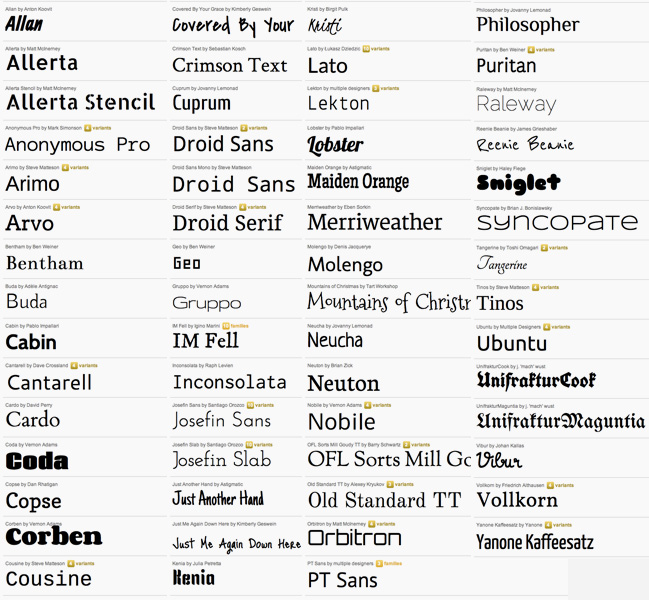 Allan by Anton Koovit
Allan
Allerta by Matt McInerney
Allerta
Allerta Stencil by Matt McInerney
Allerta Stencil
Anonymous Pro by Mark Simonson 4 variants
Anonymous Pro
Arimo by Steve Matteson 4 variants
Arimo
Arvo by Anton Koovit 4 variants
Arvo
Bentham by Ben Weiner
Bentham
Buda by Adèle Antignac
Buda
Cabin by Pablo Impallari
Cabin
Cantarell by Dave Crossland 4 variants
Cantarell
Cardo by David Perry
Cardo
Coda by Vernon Adams
Coda
Copse by Dan Rhatigan
Copse
Corben by Vernon Adams
Corben
Cousine by Steve Matteson 4 variants
Cousine
Covered By Your Grace by Kimberly Geswein
Covered By Your
Crimson Text by Sebastian Kosch
Crimson Text
Cuprum by Jovanny Lemonad
Cuprum
Droid Sans by Steve Matteson 2 variants
Droid Sans
Droid Sans Mono by Steve Matteson
Droid Sans
Droid Serif by Steve Matteson 4 variants
Droid Serif
Geo by Ben Weiner
Geo
Gruppo by Vernon Adams
Gruppo
IM Fell by Igino Marini families
IM Fell
Inconsolata by Raph Levien
Inconsolata
Josefin Sans by Santiago Orozco 10 variants
Josefin Sans
Josefin Slab by Santiago Orozco 10 variants
Josefin Slab
Just Another Hand by Astigmatic
Just Another Hand
Just Me Again Down Here by Kimberly Geswein
Just Me Again Down Here
Kenia by Julia Petretta
Kenia
Kristi by Birgit Pulk
Kristi
Lato by Łukasz Dziedzic 10 variants
Lato
Lekton by multiple designers 3 variants
Lekton
Lobster by Pablo Impallari
Lobster
Maiden Orange by Astigmatic
Maiden Orange
Merriweather by Eben Sorkin
Merriweather
Molengo by Denis Jacquerye
Molengo
Mountains of Christmas by Tart Workshop
Mountains of Christm
Neucha by Jovanny Lemonad
Neucha
Neuton by Brian Zick
Neuton
Nobile by Vernon Adams 4 variants
Nobile
OFL Sorts Mill Goudy TT by Barry Schwartz 2 variants
OFL Sorts Mill Go
Old Standard TT by Alexey Kryukov 3 variants
Old Standard TT
Orbitron by Matt McInerney 4 variants
Orbitron
PT Sans by multiple designers 3 families
PT Sans
Philosopher by Jovanny Lemonad
Philosopher
Puritan by Ben Weiner 4 variants
Puritan
Raleway by Matt McInerney
Raleway
Reenie Beanie by James Grieshaber
Reenie Beanie
Sniglet by Haley Fiege
Sniglet
Syncopate by Brian J. Bonislawsky
syncopate
Tangerine by Toshi Omagari 2 variants
Tangerine
Tinos by Steve Matteson 4 variants
Tinos
Ubuntu by Multiple Designers 4 variants
Ubuntu
UnifrakturCook by j. 'mach' wust
UnifrakturCook
UnifrakturMaguntia by j. 'mach' wust
UnifrakturMaguntia
Vibur by Johan Kallas
Vibur
Vollkorn by Friedrich Althausen 4 variants
Vollkorn
Yanone Kaffeesatz by Yanone 4 variants
Yanone Kaffeesatz